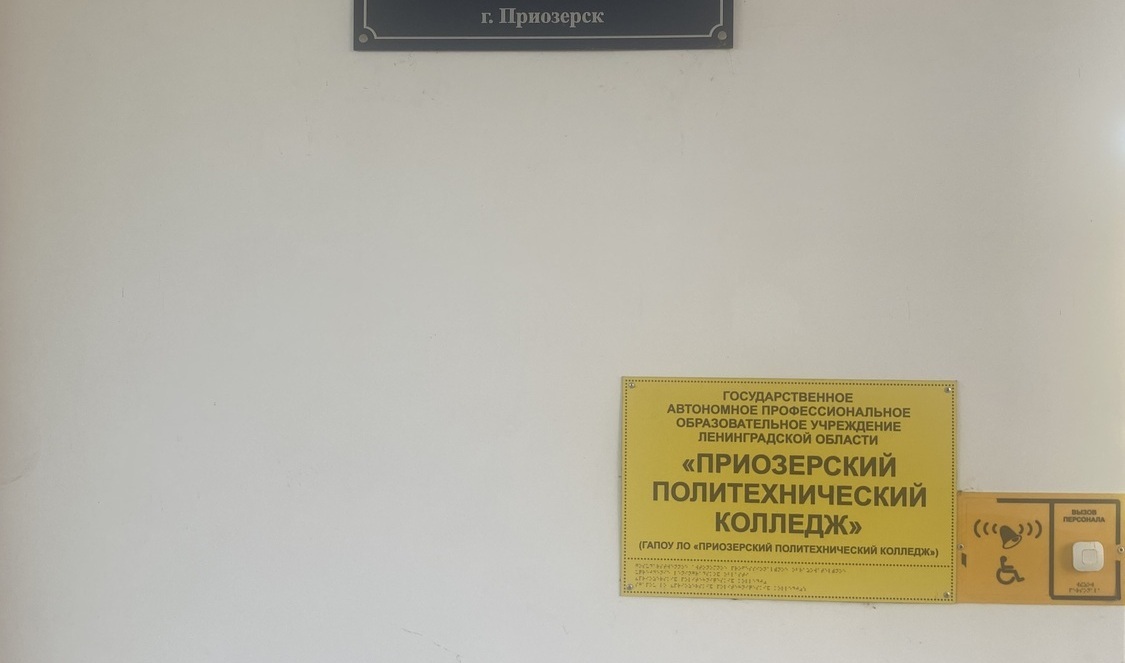 г. Приозерск
ГОСУДАРСТВЕННОЕ
АВТОНОМНОЕ ПРОФЕССИОНАЛЬНОЕ
ОБРАЗОВАТЕЛЬНОЕ УЧРЕЖДЕНИЕ
ЛЕНИНГРАДСКОЙ ОБЛАСТИ
«ПРИОЗЕРСКИЙ
ПОЛИТЕХНИЧЕСКИЙ
КОЛЛЕДЖ»
(ГАПОУ ЛО «ПРИОЗЕРСКИЙ ПОЛИТЕХНИЧЕСКИЙ КОЛЛЕДЖ»)
ВЫЗОВ
ПЕРСОНАЛА